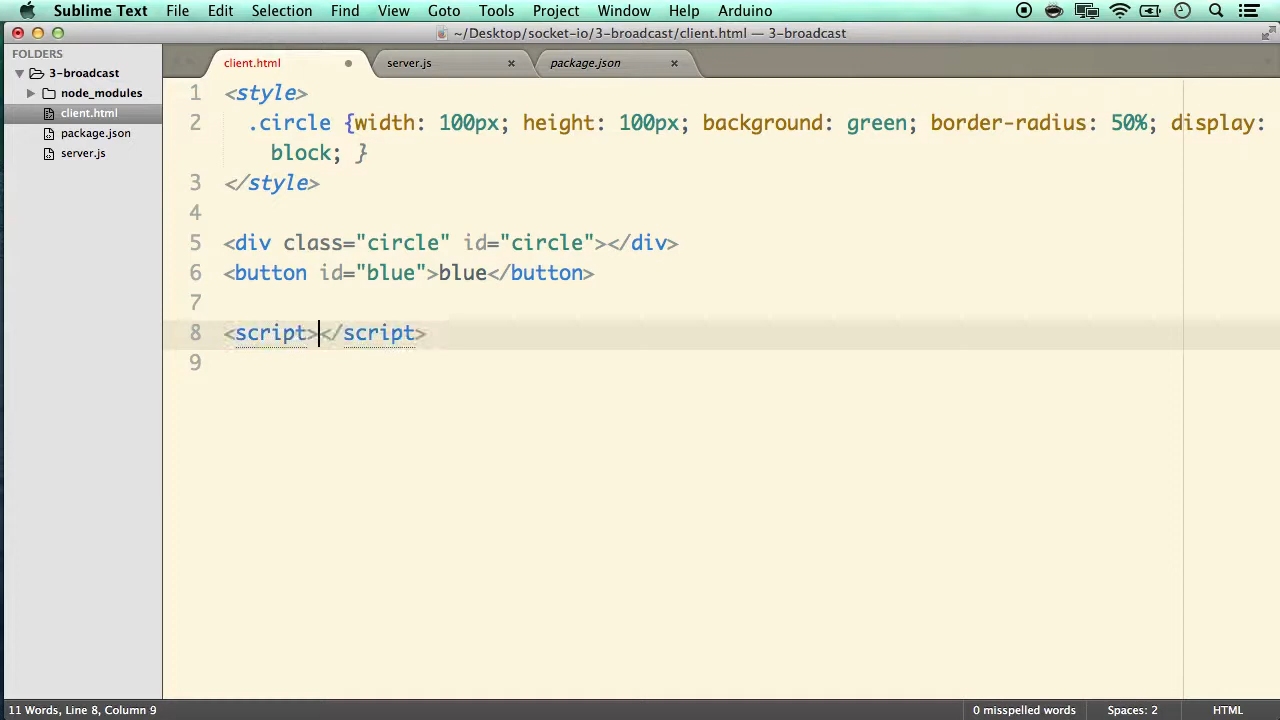 Sublime Text File Edit Selection Find View Goto Tools Project Window Help Arduino
~/Desktop/socket-io/3-broadcast/client.html — 3-broadcast
FOLDERS
3-broadcast
node_modules
client.html
package.json
server.js
client.html server.js package.json
1 <style>
2 .circle {width: 100px; height: 100px; background: green; border-radius: 50%; display:
block; }
3 </style>
4
5 <div class="circle" id="circle"></div>
6 <button id="blue">blue</button>
7
8 <script></script>
9
11 Words, Line 8, Column 9 0 misspelled words Spaces: 2 HTML